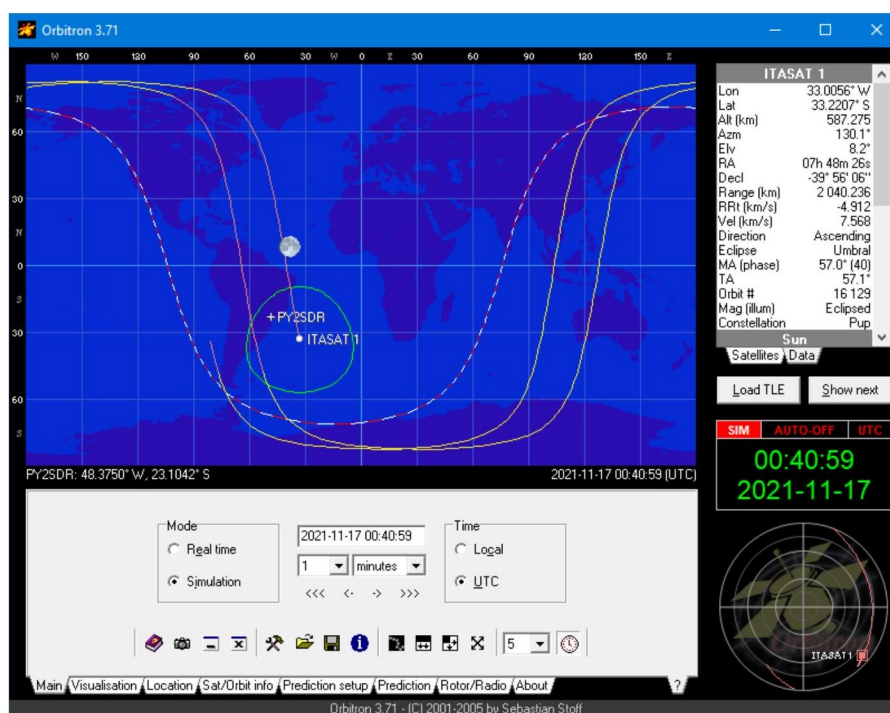 Orbitron 3.71
W 150 120 90 60 30 W 0 E 30 60 90 120 150 E
N
60
30
N
0
S
30
60
S
+PY2SDR
ITASAT 1
PY2SDR: 48.3750° W, 23.1042° S
2021-11-17 00:40:59 (UTC)
ITASAT 1
Lon 33.0056° W
Lat 33.2207° S
Alt (km) 587.275
Azm 130.1°
Elv 8.2°
RA 07h 48m 26s
Decl -39° 56' 06"
Range (km) 2 040.236
RRt (km/s) -4.912
Vel (km/s) 7.568
Direction Ascending
Eclipse Umbral
MA (phase) 57.0° (40)
TA 57.1°
Orbit # 16 129
Mag (illum) Eclipsed
Constellation Pup
Sun
Satellites Data
Load TLE Show next
SIM AUTO-OFF UTC
00:40:59
2021-11-17
ITASAT 1
Mode
Real time
Simulation
2021-11-17 00:40:59
1 minutes
<<< <- -> >>>
Time
Local
UTC
5
Main Visualisation Location Sat/Orbit info Prediction setup Prediction Rotor/Radio About ?
Orbitron 3.71 - (C) 2001-2005 by Sebastian Stoff